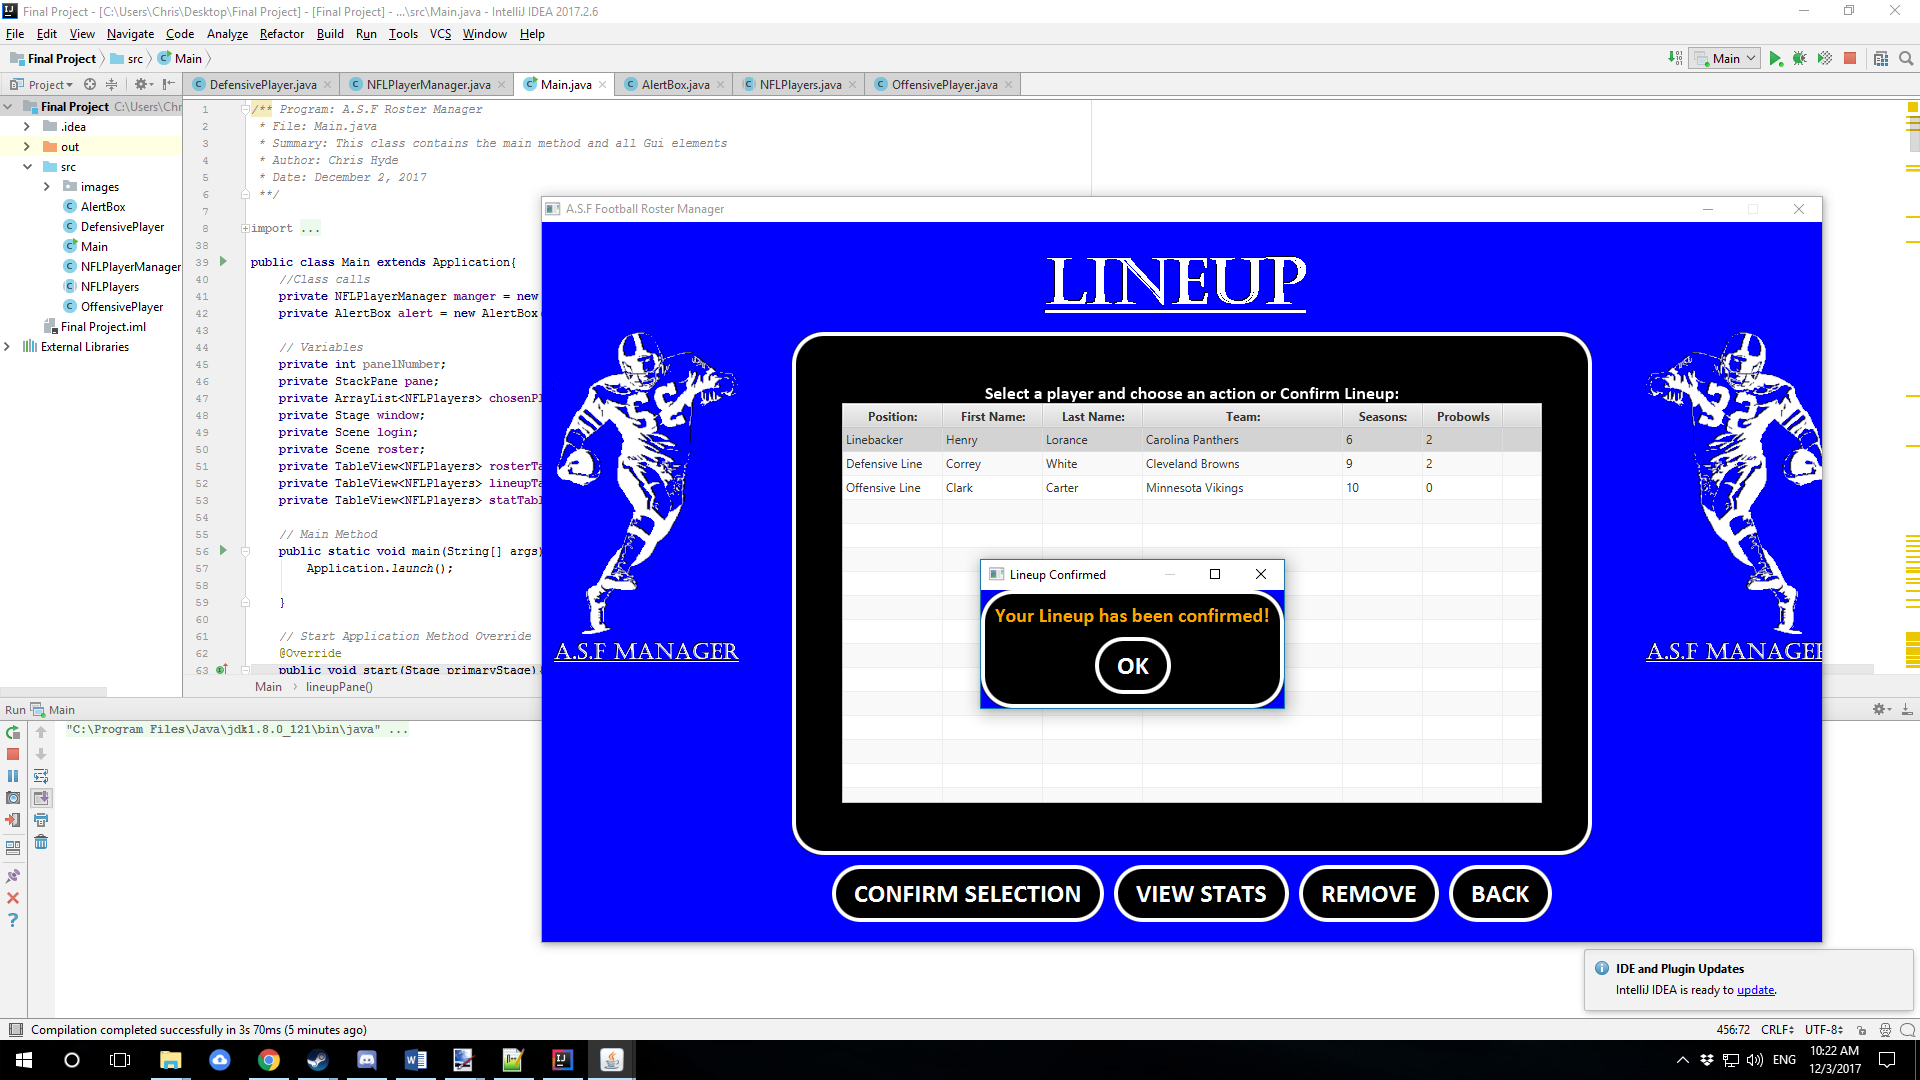 Final Project - [C:\Users\Chris\Desktop\Final Project] - [Final Project] - ...\src\Main.java - IntelliJ IDEA 2017.2.6
File Edit View Navigate Code Analyze Refactor Build Run Tools VCS Window Help
Final Project src Main
Main
Project
DefensivePlayer.java NFLPlayerManager.java Main.java AlertBox.java NFLPlayers.java OffensivePlayer.java
Final Project C:\Users\Chr
.idea
out
src
images
AlertBox
DefensivePlayer
Main
NFLPlayerManager
NFLPlayers
OffensivePlayer
Final Project.iml
External Libraries
1 /** Program: A.S.F Roster Manager
2 * File: Main.java
3 * Summary: This class contains the main method and all Gui elements
4 * Author: Chris Hyde
5 * Date: December 2, 2017
6 **/
7
8 import ...
38
39 public class Main extends Application{
40 //Class calls
41 private NFLPlayerManager manger = new
42 private AlertBox alert = new AlertBox
43
44 // Variables
45 private int panelNumber;
46 private StackPane pane;
47 private ArrayList<NFLPlayers> chosenPl
48 private Stage window;
49 private Scene login;
50 private Scene roster;
51 private TableView<NFLPlayers> rosterTa
52 private TableView<NFLPlayers> lineupTa
53 private TableView<NFLPlayers> statTabl
54
55 // Main Method
56 public static void main(String[] args)
57 Application.launch();
58
59 }
60
61 // Start Application Method Override
62 @Override
63 public void start(Stage primaryStage){
Main lineupPane()
A.S.F Football Roster Manager
LINEUP
A.S.F MANAGER
A.S.F MANAGER
Select a player and choose an action or Confirm Lineup:
Position: First Name: Last Name: Team: Seasons: Probowls
Linebacker Henry Lorance Carolina Panthers 6 2
Defensive Line Correy White Cleveland Browns 9 2
Offensive Line Clark Carter Minnesota Vikings 10 0
Lineup Confirmed
Your Lineup has been confirmed!
OK
CONFIRM SELECTION VIEW STATS REMOVE BACK
Run Main
"C:\Program Files\Java\jdk1.8.0_121\bin\java" ...
IDE and Plugin Updates
IntelliJ IDEA is ready to update.
Compilation completed successfully in 3s 70ms (5 minutes ago)
456:72 CRLF UTF-8
ENG
10:22 AM
12/3/2017